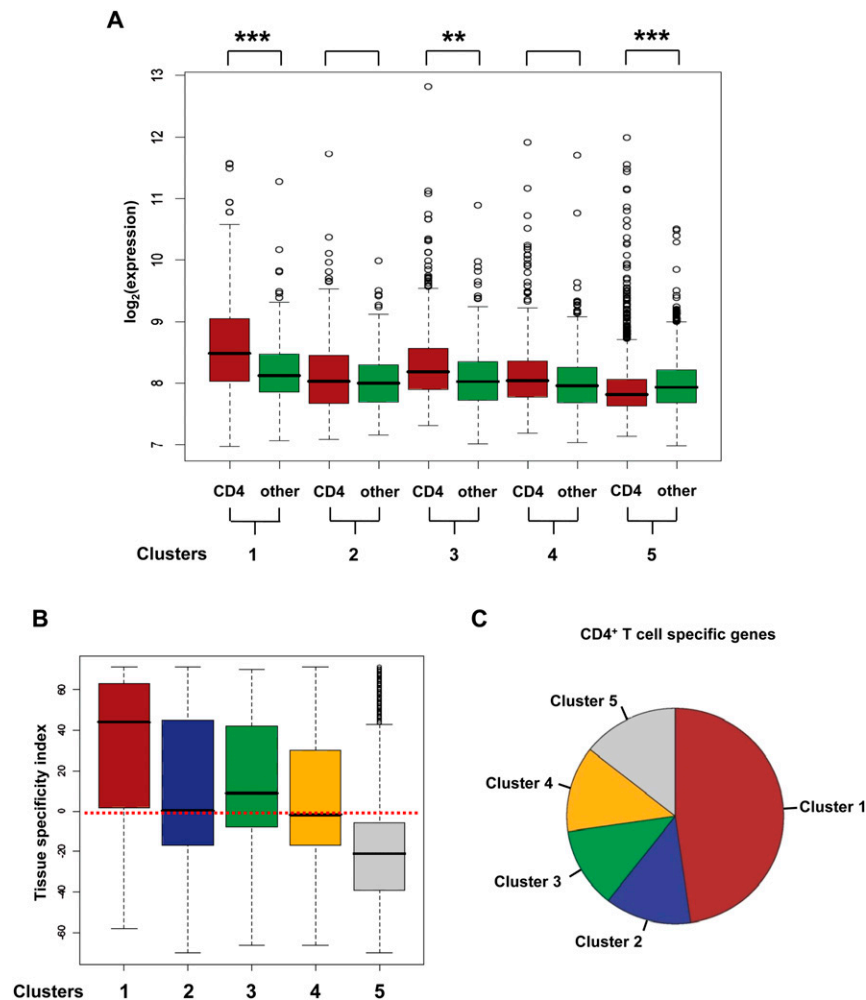 A
*** ** ***
log2(expression)
13
12
11
10
9
8
7
CD4 other CD4 other CD4 other CD4 other CD4 other
Clusters 1 2 3 4 5
B
Tissue specificity index
60
40
20
0
-20
-40
-60
Clusters 1 2 3 4 5
C
CD4⁺ T cell specific genes
Cluster 5
Cluster 4
Cluster 1
Cluster 3
Cluster 2